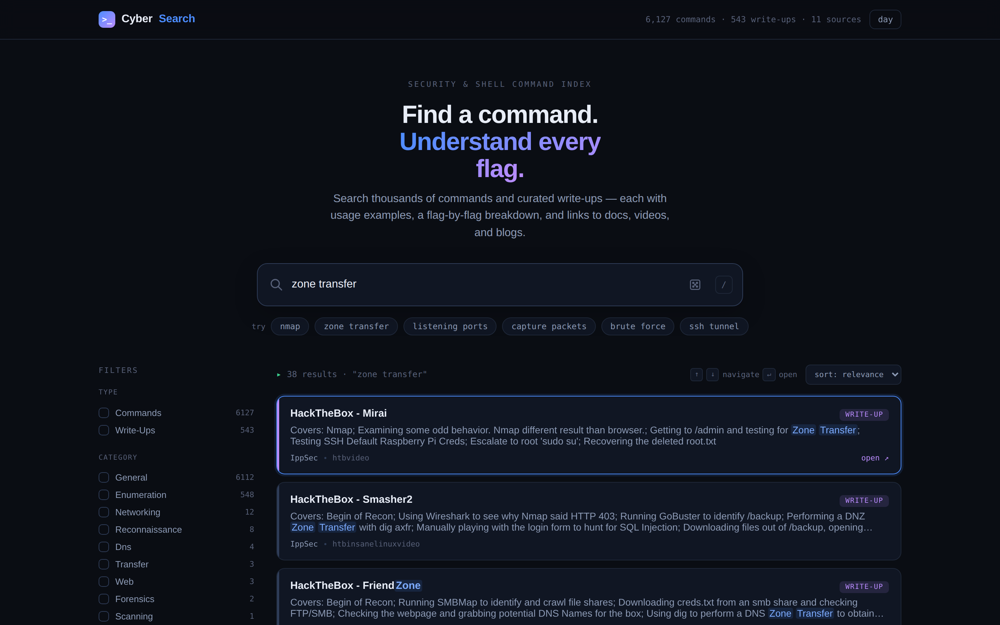 >_ Cyber Search
6,127 commands · 543 write-ups · 11 sources day
SECURITY & SHELL COMMAND INDEX
Find a command.
Understand every
flag.
Search thousands of commands and curated write-ups — each with
usage examples, a flag-by-flag breakdown, and links to docs, videos,
and blogs.
zone transfer /
try nmap zone transfer listening ports capture packets brute force ssh tunnel
FILTERS
TYPE
Commands 6127
Write-Ups 543
CATEGORY
General 6112
Enumeration 548
Networking 12
Reconnaissance 8
Dns 4
Transfer 3
Web 3
Forensics 2
Scanning 1
▸ 38 results · "zone transfer"
↑ ↓ navigate ↵ open sort: relevance
HackTheBox - Mirai WRITE-UP
Covers: Nmap; Examining some odd behavior. Nmap different result than browser.; Getting to /admin and testing for Zone Transfer;
Testing SSH Default Raspberry Pi Creds; Escalate to root 'sudo su'; Recovering the deleted root.txt
IppSec • htbvideo open ↗
HackTheBox - Smasher2 WRITE-UP
Covers: Begin of Recon; Using Wireshark to see why Nmap said HTTP 403; Running GoBuster to identify /backup; Performing a DNZ
Zone Transfer with dig axfr; Manually playing with the login form to hunt for SQL Injection; Downloading files out of /backup, opening…
IppSec • htbinsanelinuxvideo
HackTheBox - FriendZone WRITE-UP
Covers: Begin of Recon; Running SMBMap to identify and crawl file shares; Downloading creds.txt from an smb share and checking
FTP/SMB; Checking the webpage and grabbing potential DNS Names for the box; Using dig to perform a DNS Zone Transfer to obtain…